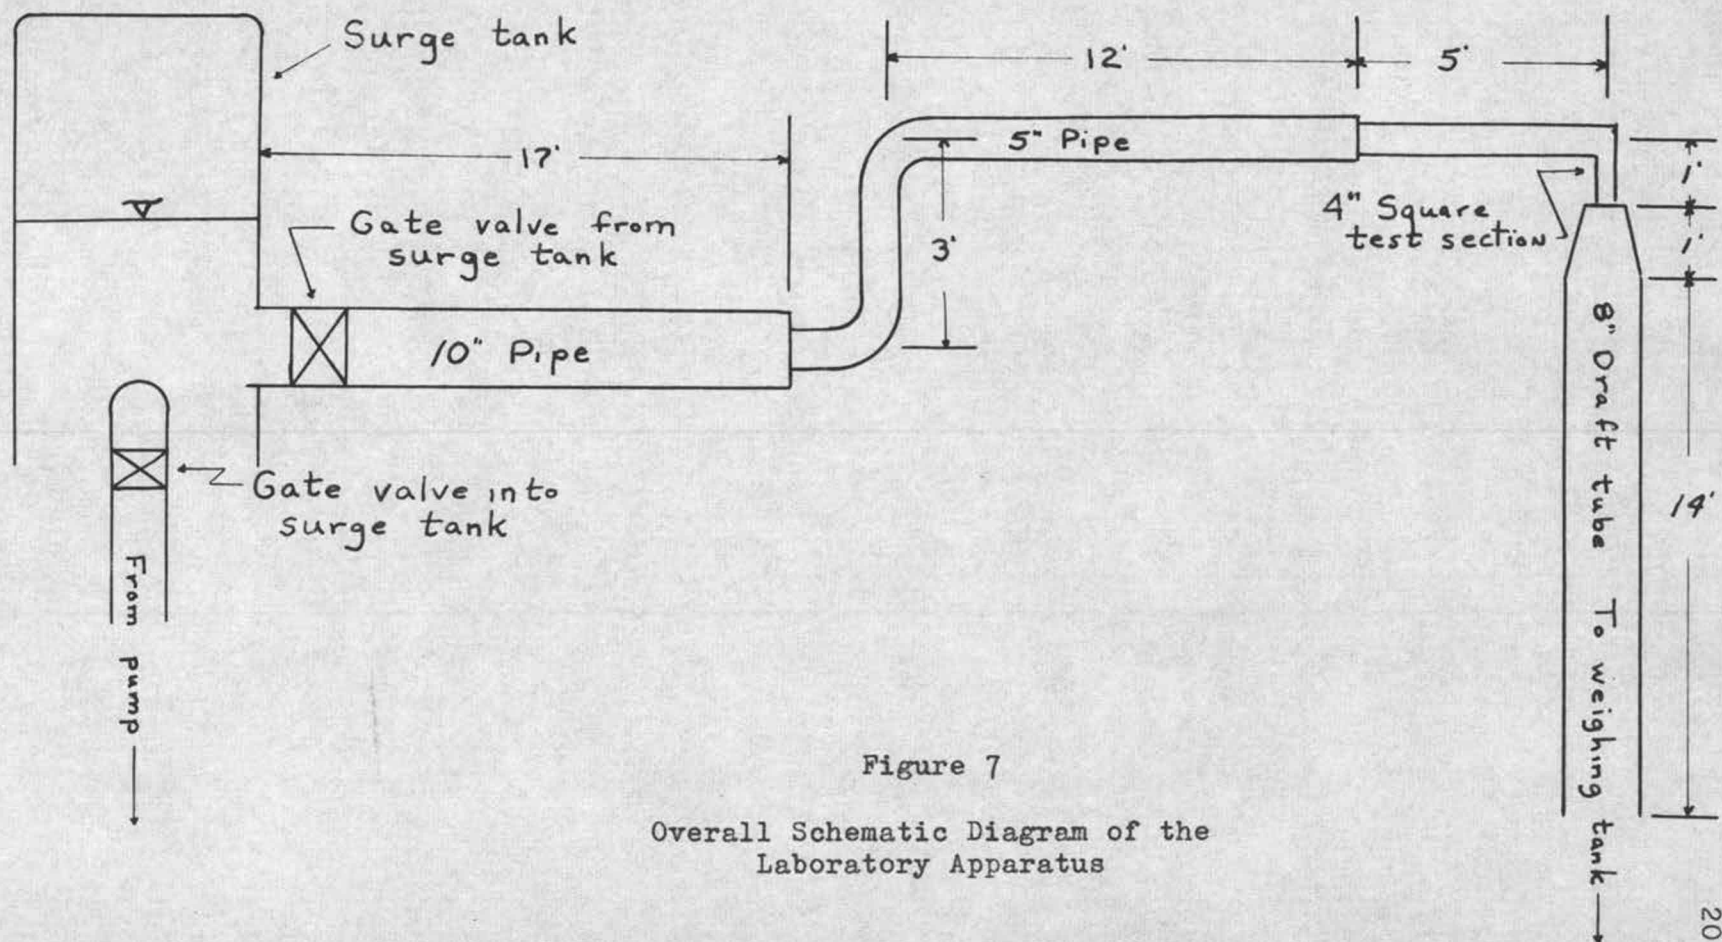 Surge tank
12'
5'
17'
5" Pipe
1'
Gate valve from
surge tank
3'
4" Square
test section
1'
10" Pipe
8" Draft tube To weighing tank
14'
Gate valve into
surge tank
From pump
Figure 7
Overall Schematic Diagram of the
Laboratory Apparatus
20